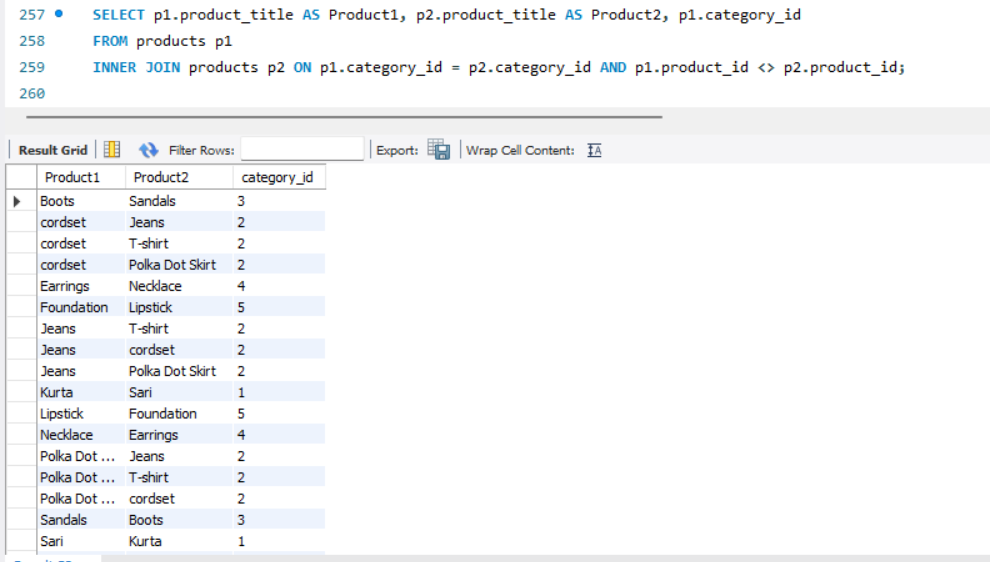 257 SELECT p1.product_title AS Product1, p2.product_title AS Product2, p1.category_id
258 FROM products p1
259 INNER JOIN products p2 ON p1.category_id = p2.category_id AND p1.product_id <> p2.product_id;
260
Result Grid Filter Rows: Export: Wrap Cell Content: IA
Product1 Product2 category_id
Boots Sandals 3
cordset Jeans 2
cordset T-shirt 2
cordset Polka Dot Skirt 2
Earrings Necklace 4
Foundation Lipstick 5
Jeans T-shirt 2
Jeans cordset 2
Jeans Polka Dot Skirt 2
Kurta Sari 1
Lipstick Foundation 5
Necklace Earrings 4
Polka Dot ... Jeans 2
Polka Dot ... T-shirt 2
Polka Dot ... cordset 2
Sandals Boots 3
Sari Kurta 1